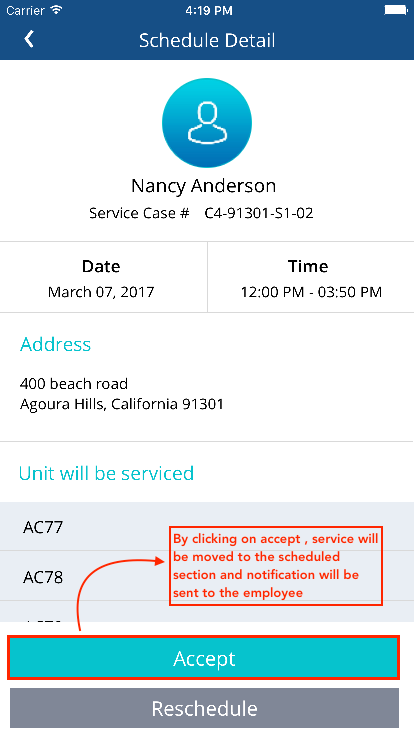 Carrier 4:19 PM
Schedule Detail
Nancy Anderson
Service Case # C4-91301-S1-02
Date Time
March 07, 2017 12:00 PM - 03:50 PM
Address
400 beach road
Agoura Hills, California 91301
Unit will be serviced
AC77
By clicking on accept , service will
be moved to the scheduled
section and notification will be
sent to the employee
AC78
Accept
Reschedule